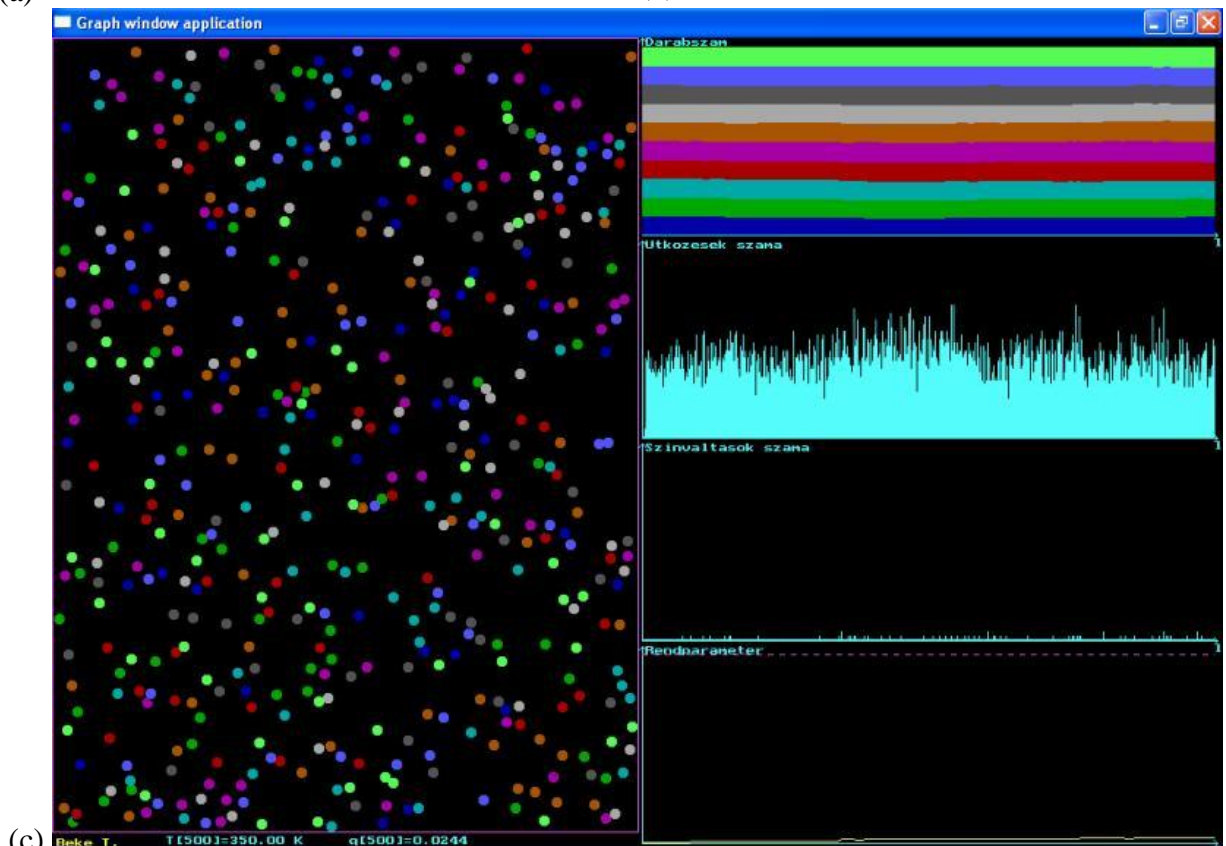 Graph window application
Darabszam
t
Utkozesek szama
t
Szinvaltasok szama
t
Rendparameter
t
(c)
Beke T. T[500]=350.00 K q[500]=0.0244